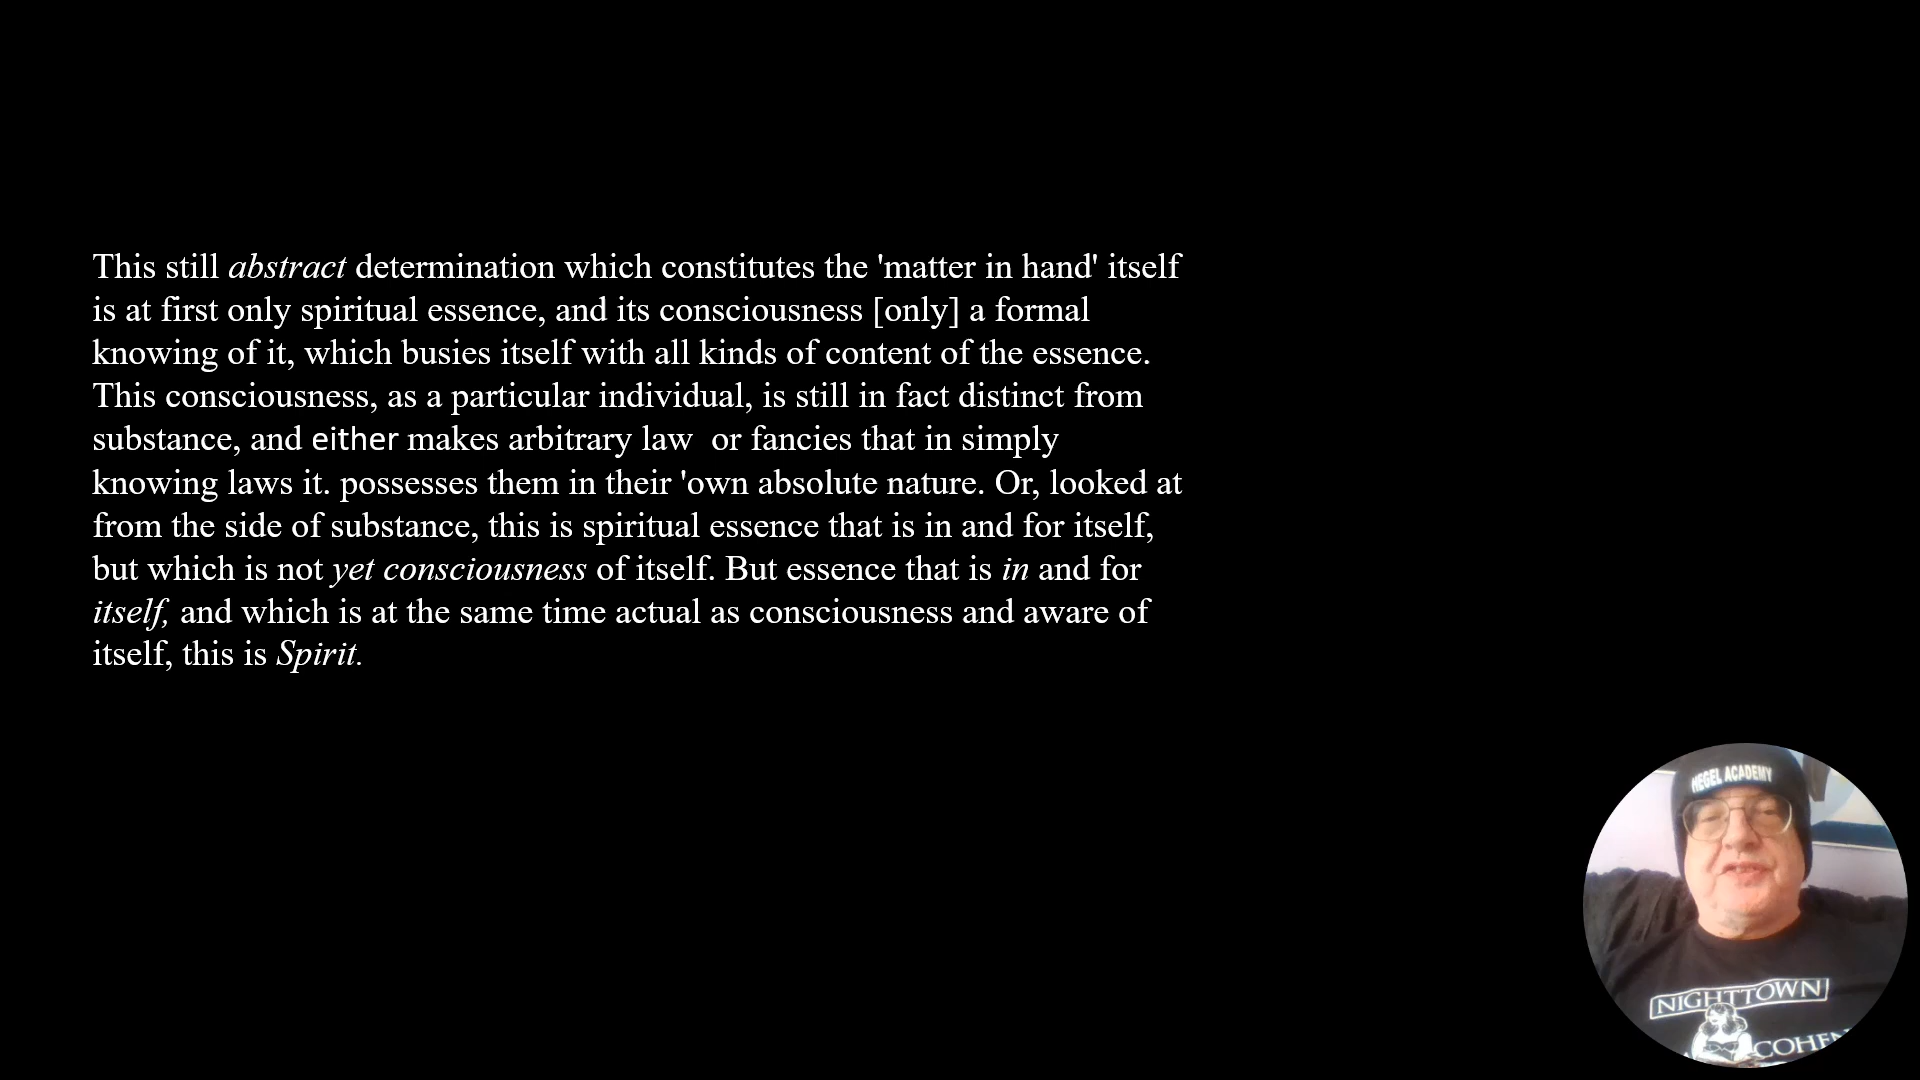 This still abstract determination which constitutes the 'matter in hand' itself
is at first only spiritual essence, and its consciousness [only] a formal
knowing of it, which busies itself with all kinds of content of the essence.
This consciousness, as a particular individual, is still in fact distinct from
substance, and either makes arbitrary law  or fancies that in simply
knowing laws it. possesses them in their 'own absolute nature. Or, looked at
from the side of substance, this is spiritual essence that is in and for itself,
but which is not yet consciousness of itself. But essence that is in and for
itself, and which is at the same time actual as consciousness and aware of
itself, this is Spirit.
HEGEL ACADEMY
NIGHTTOWN
COHEN